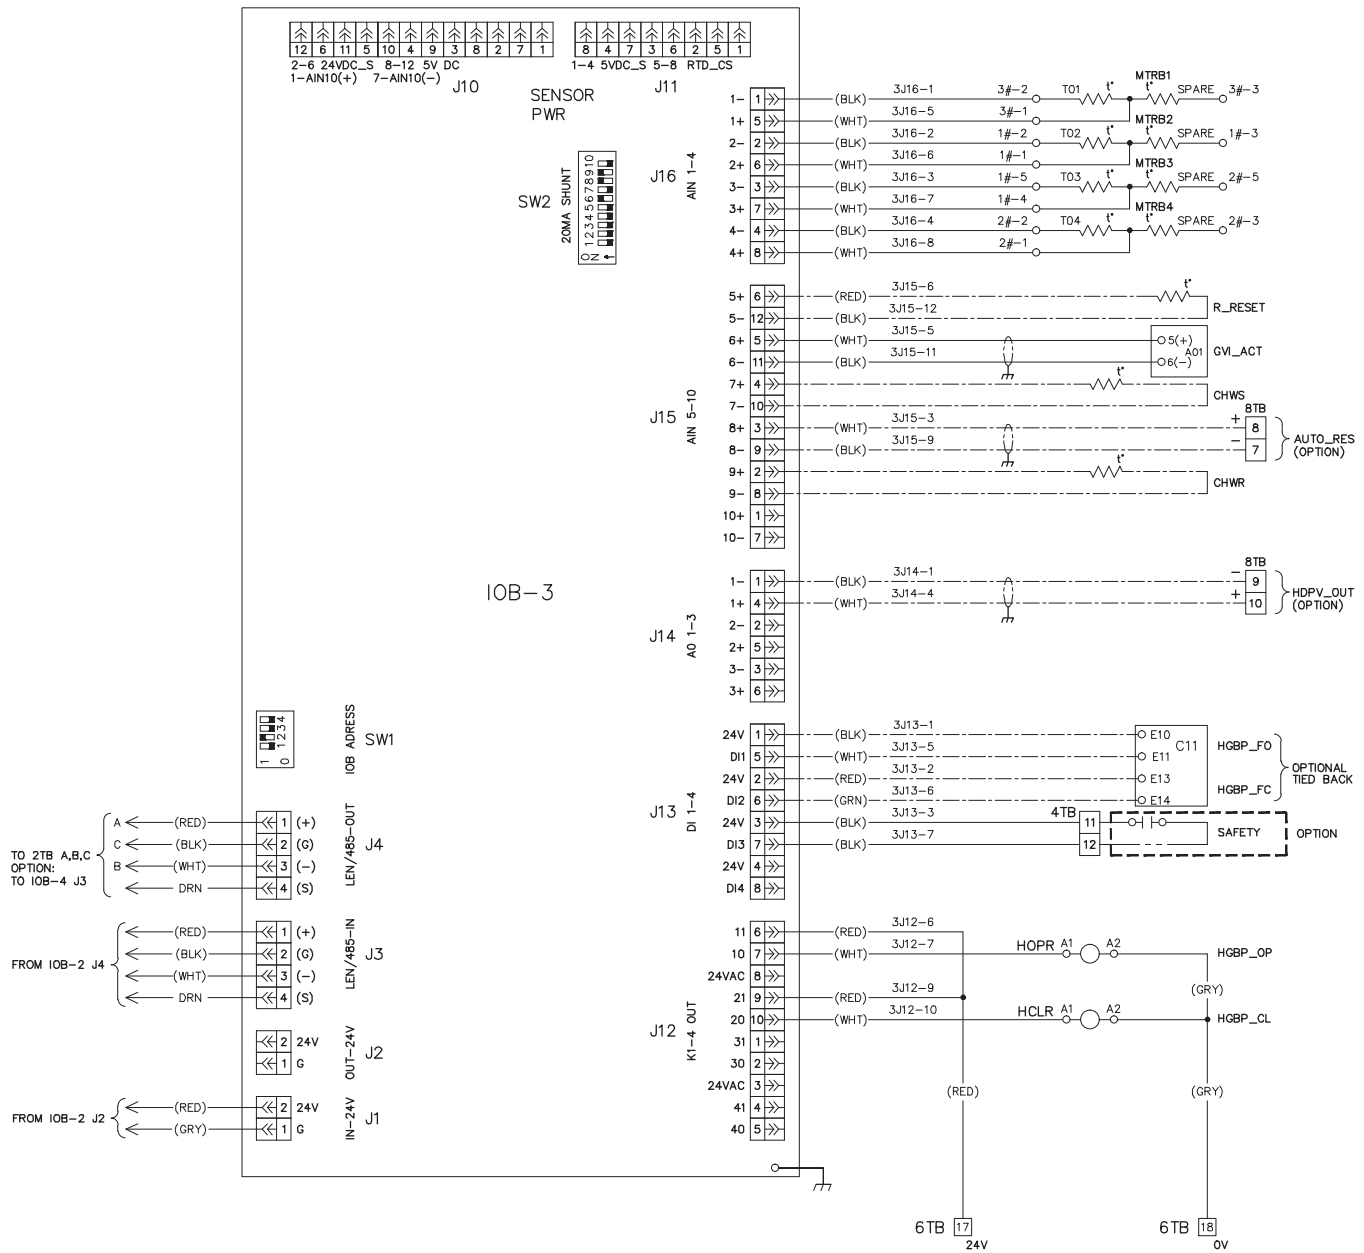 12 6 11 5 10 4 9 3 8 2 7 1
2-6 24VDC_S 8-12 5V DC
1-AIN10(+) 7-AIN10(-)
J10
8 4 7 3 6 2 5 1
1-4 5VDC_S 5-8 RTD_CS
J11
SENSOR
PWR
SW2
20MA SHUNT
12345678910
ON
IOB-3
J16
AIN 1-4
1- 1 (BLK) 3J16-1 3#-2 T01 t° MTRB1 t° SPARE 3#-3
1+ 5 (WHT) 3J16-5 3#-1
2- 2 (BLK) 3J16-2 1#-2 T02 t° MTRB2 t° SPARE 1#-3
2+ 6 (WHT) 3J16-6 1#-1
3- 3 (BLK) 3J16-3 1#-5 T03 t° MTRB3 t° SPARE 2#-5
3+ 7 (WHT) 3J16-7 1#-4
4- 4 (BLK) 3J16-4 2#-2 T04 t° MTRB4 t° SPARE 2#-3
4+ 8 (WHT) 3J16-8 2#-1
J15
AIN 5-10
5+ 6 (RED) 3J15-6 t° R_RESET
5- 12 (BLK) 3J15-12
6+ 5 (WHT) 3J15-5 5(+) A01 GVI_ACT
6- 11 (BLK) 3J15-11 6(-)
7+ 4 t° CHWS
7- 10
8+ 3 (WHT) 3J15-3 + 8TB 8 AUTO_RES
8- 9 (BLK) 3J15-9 - 7 (OPTION)
9+ 2 t° CHWR
9- 8
10+ 1
10- 7
J14
AO 1-3
1- 1 (BLK) 3J14-1 - 8TB 9 HDPV_OUT
1+ 4 (WHT) 3J14-4 + 10 (OPTION)
2- 2
2+ 5
3- 3
3+ 6
J13
DI 1-4
24V 1 (BLK) 3J13-1 E10 C11 HGBP_FO
DI1 5 (WHT) 3J13-5 E11
24V 2 (RED) 3J13-2 E13 HGBP_FC
DI2 6 (GRN) 3J13-6 E14
OPTIONAL
TIED BACK
24V 3 (BLK) 3J13-3 4TB 11 SAFETY OPTION
DI3 7 (BLK) 3J13-7 12
24V 4
DI4 8
J12
K1-4 OUT
11 6 (RED) 3J12-6
10 7 (WHT) 3J12-7 HOPR A1 A2 HGBP_OP
24VAC 8
(GRY)
21 9 (RED) 3J12-9
20 10 (WHT) 3J12-10 HCLR A1 A2 HGBP_CL
31 1
30 2
24VAC 3
41 4
40 5
(RED) (GRY)
6TB 17 24V
6TB 18 0V
SW1
IOB ADRESS
1234
1 0
J4
LEN/485-OUT
A (RED) 1 (+)
C (BLK) 2 (G)
B (WHT) 3 (-)
DRN 4 (S)
TO 2TB A,B,C
OPTION:
TO IOB-4 J3
J3
LEN/485-IN
(RED) 1 (+)
(BLK) 2 (G)
(WHT) 3 (-)
DRN 4 (S)
FROM IOB-2 J4
J2
OUT-24V
2 24V
1 G
J1
IN-24V
(RED) 2 24V
(GRY) 1 G
FROM IOB-2 J2